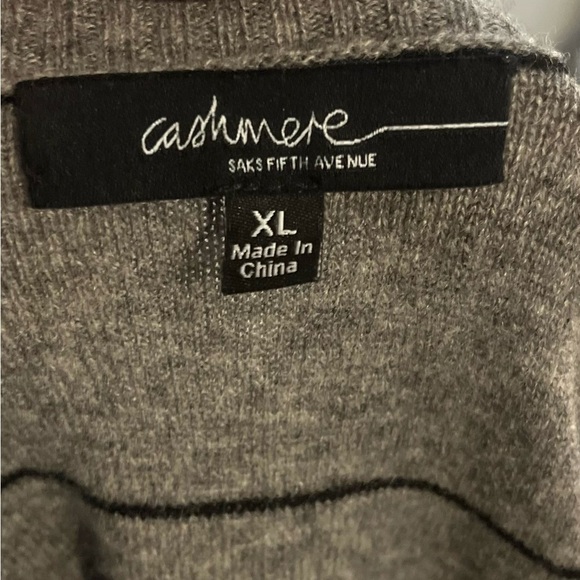 cashmere
SAKS FIFTH AVENUE
XL
Made In
China